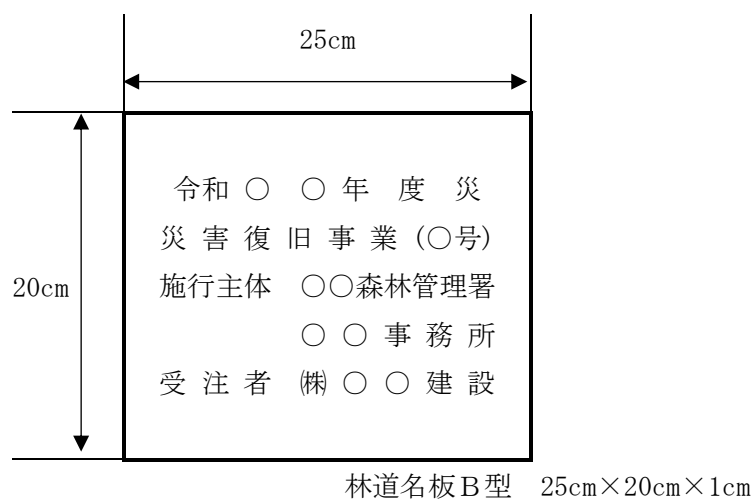 25cm
令和○ ○年 度 災
災害復旧事業(○号)
20cm
施行主体 ○○森林管理署
○○事務所
受注者 ㈱○○建設
林道名板B型 25cm×20cm×1cm